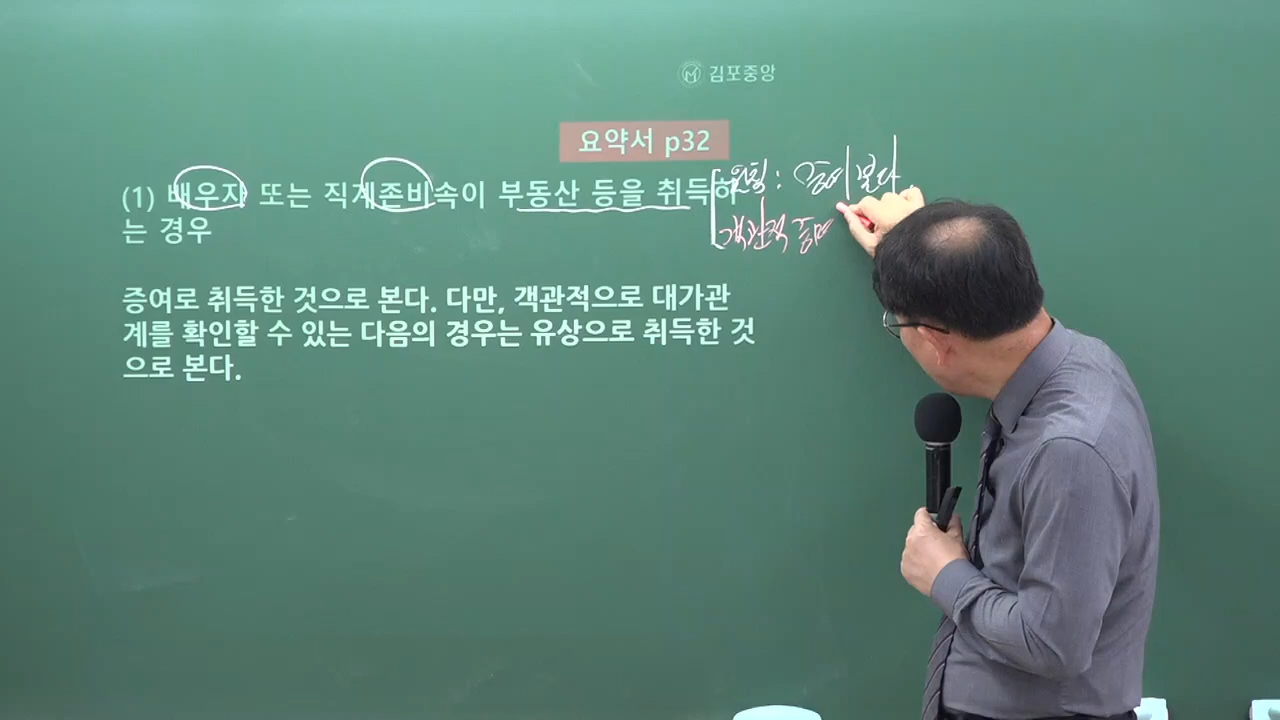 김포중앙
요약서 p32
(1) 배우자 또는 직계존비속이 부동산 등을 취득하
는 경우
원칙 : 증여 본다
객관적 증명
증여로 취득한 것으로 본다. 다만, 객관적으로 대가관
계를 확인할 수 있는 다음의 경우는 유상으로 취득한 것
으로 본다.